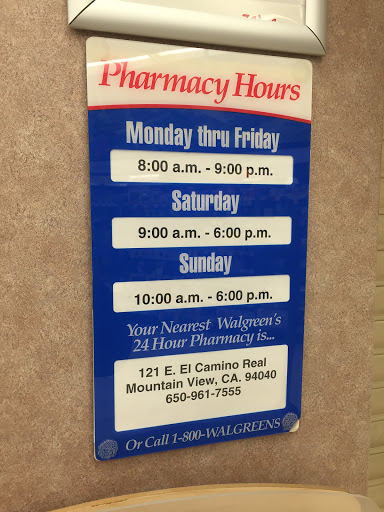 Pharmacy Hours
Monday thru Friday
8:00 a.m. - 9:00 p.m.
Saturday
9:00 a.m. - 6:00 p.m.
Sunday
10:00 a.m. - 6:00 p.m.
Your Nearest Walgreen's
24 Hour Pharmacy is...
121 E. El Camino Real
Mountain View, CA. 94040
650-961-7555
Or Call 1-800-WALGREENS